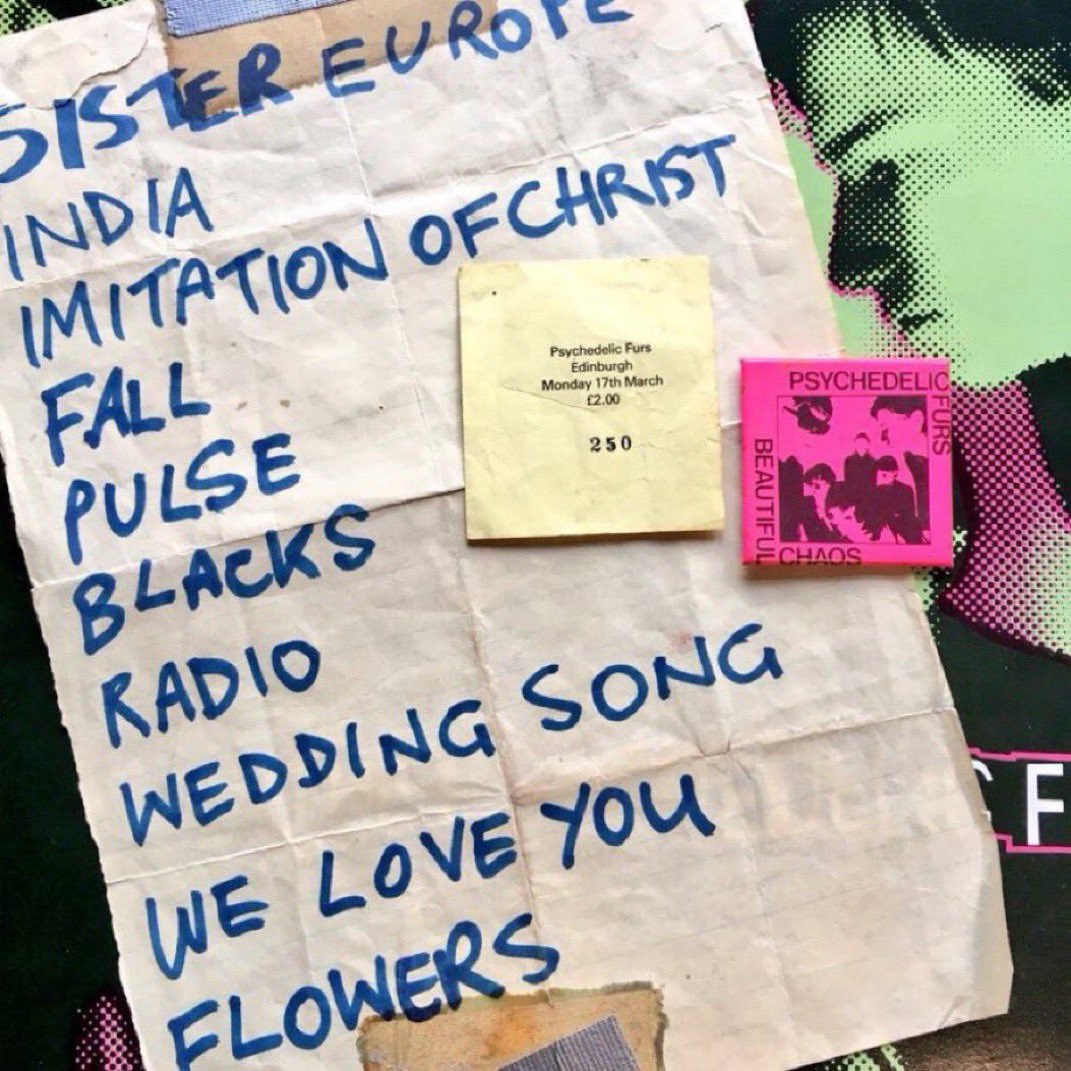 SISTER EUROPE
INDIA
IMITATION OF CHRIST
FALL
PULSE
BLACKS
RADIO
WEDDING SONG
WE LOVE YOU
FLOWERS
Psychedelic Furs
Edinburgh
Monday 17th March
£2.00
250
PSYCHEDELIC
FURS
BEAUTIFUL
CHAOS
F